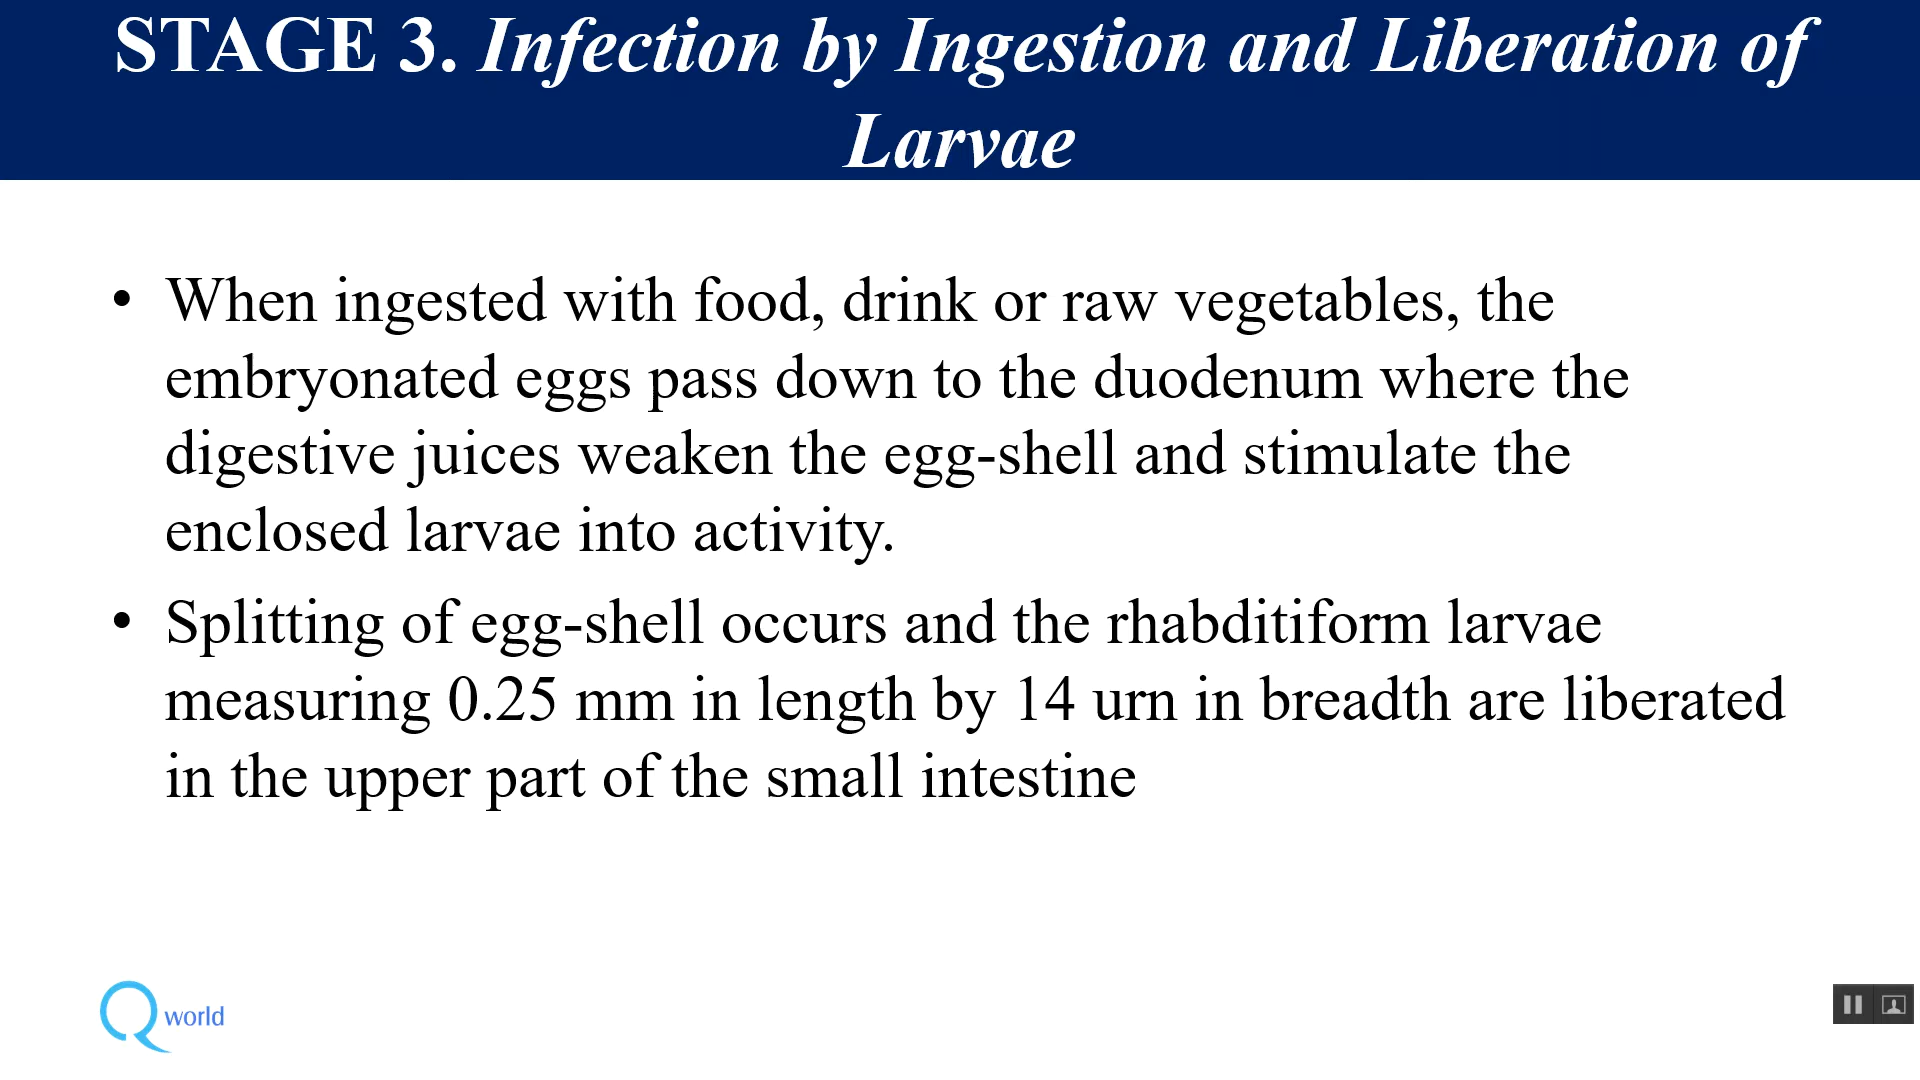 STAGE 3. Infection by Ingestion and Liberation of
Larvae
• When ingested with food, drink or raw vegetables, the
embryonated eggs pass down to the duodenum where the
digestive juices weaken the egg-shell and stimulate the
enclosed larvae into activity.
• Splitting of egg-shell occurs and the rhabditiform larvae
measuring 0.25 mm in length by 14 urn in breadth are liberated
in the upper part of the small intestine
Q world